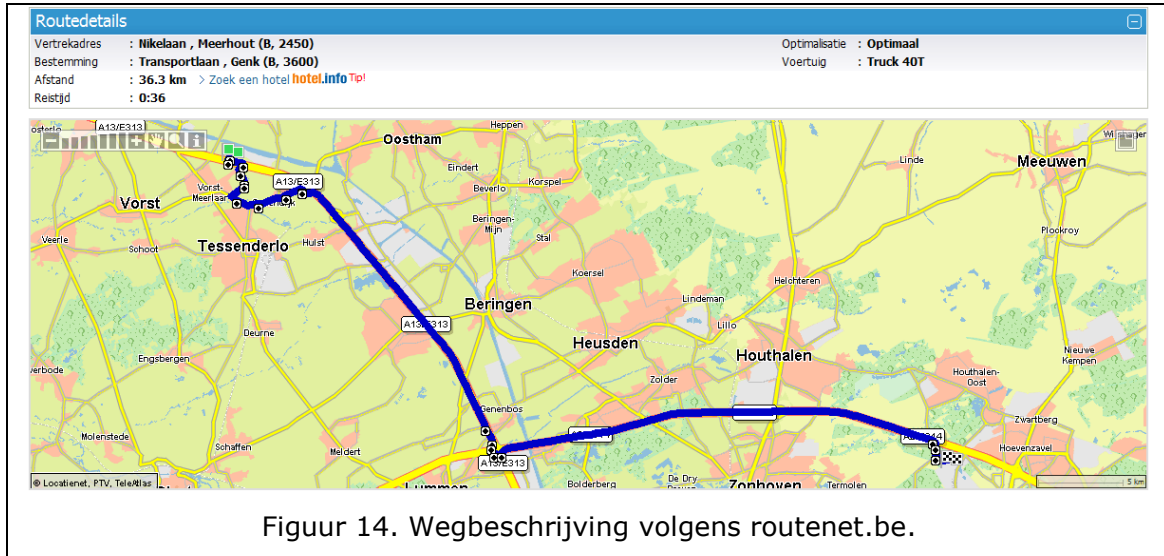 Routedetails
Vertrekadres : Nikelaan , Meerhout (B, 2450)
Optimalisatie : Optimaal
Bestemming : Transportlaan , Genk (B, 3600)
Voertuig : Truck 40T
Afstand : 36.3 km > Zoek een hotel hotel.info Tip!
Reistijd : 0:36
A13/E313
Heppen
Oostham
Linde
Meeuwen
Eindert
A13/E313
Beverlo
Korspel
Vorst-
Meerlaar
Vorst
Beringen-
Mijn
Plockroy
Veerle
Schoot
Tessenderlo
Hulst
Stal
Koersel
Helchteren
Lindeman
Beringen
A13/E313
Lillo
Deurne
Heusden
Houthalen
Engsbergen
Nieuwe
Kempen
Houthalen-
Oost
Zolder
Genenbos
Zwartberg
Molenstede
Schaffen
Meldert
Hoevenzavel
A13/E313
Bolderberg
De Dry
Zonhoven
Termolen
Lummen
© Locatienet, PTV, TeleAtlas
5 km
Figuur 14. Wegbeschrijving volgens routenet.be.